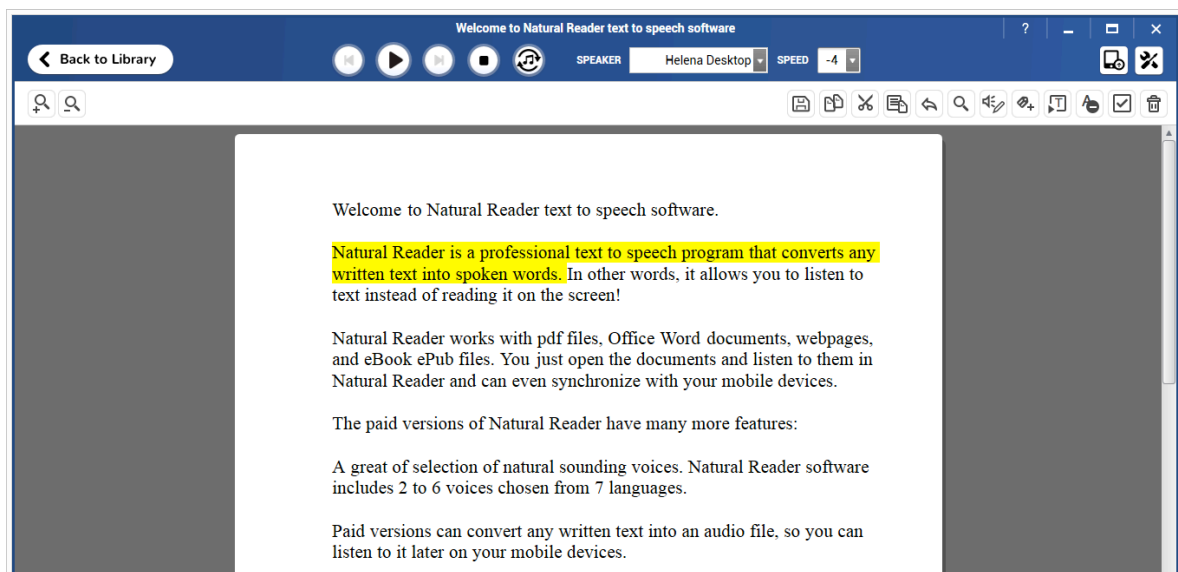 Welcome to Natural Reader text to speech software
?
Back to Library
SPEAKER
Helena Desktop
SPEED
-4
Welcome to Natural Reader text to speech software.
Natural Reader is a professional text to speech program that converts any
written text into spoken words. In other words, it allows you to listen to
text instead of reading it on the screen!
Natural Reader works with pdf files, Office Word documents, webpages,
and eBook ePub files. You just open the documents and listen to them in
Natural Reader and can even synchronize with your mobile devices.
The paid versions of Natural Reader have many more features:
A great of selection of natural sounding voices. Natural Reader software
includes 2 to 6 voices chosen from 7 languages.
Paid versions can convert any written text into an audio file, so you can
listen to it later on your mobile devices.